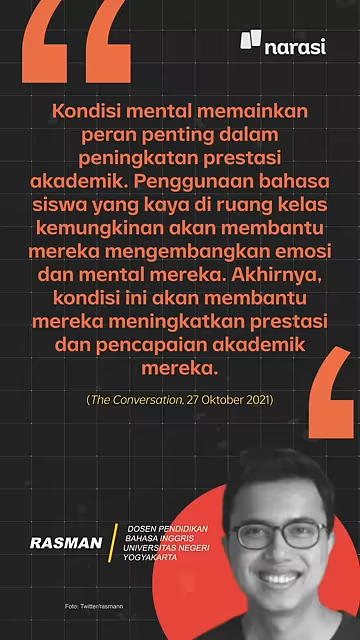 narasi
Kondisi mental memainkan
peran penting dalam
peningkatan prestasi
akademik. Penggunaan bahasa
siswa yang kaya di ruang kelas
kemungkinan akan membantu
mereka mengembangkan emosi
dan mental mereka. Akhirnya,
kondisi ini akan membantu
mereka meningkatkan prestasi
dan pencapaian akademik
mereka.
(The Conversation, 27 Oktober 2021)
RASMAN
DOSEN PENDIDIKAN
BAHASA INGGRIS
UNIVERSITAS NEGERI
YOGYAKARTA
Foto: Twitter/rasmann